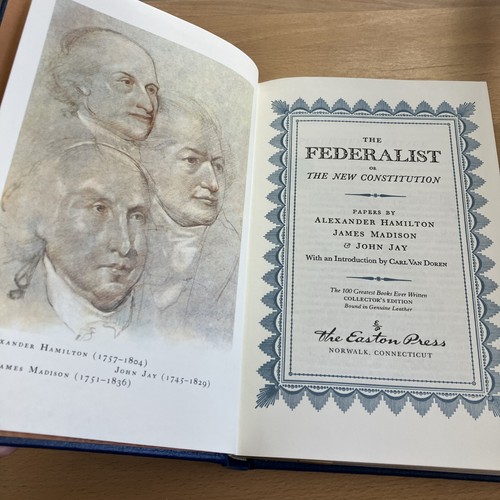 EXANDER HAMILTON (1757–1804)
JOHN JAY (1745–1829)
JAMES MADISON (1751–1836)
THE
FEDERALIST
or
THE NEW CONSTITUTION
PAPERS BY
ALEXANDER HAMILTON
JAMES MADISON
& JOHN JAY
With an Introduction by CARL VAN DOREN
The 100 Greatest Books Ever Written
COLLECTOR'S EDITION
Bound in Genuine Leather
The Easton Press
NORWALK, CONNECTICUT